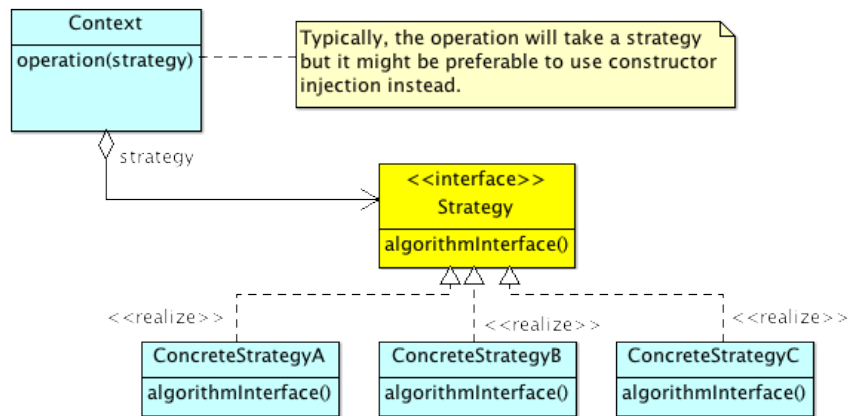 Context
operation(strategy)
Typically, the operation will take a strategy
but it might be preferable to use constructor
injection instead.
strategy
<<interface>>
Strategy
algorithmInterface()
<<realize>>
<<realize>>
<<realize>>
ConcreteStrategyA
algorithmInterface()
ConcreteStrategyB
algorithmInterface()
ConcreteStrategyC
algorithmInterface()